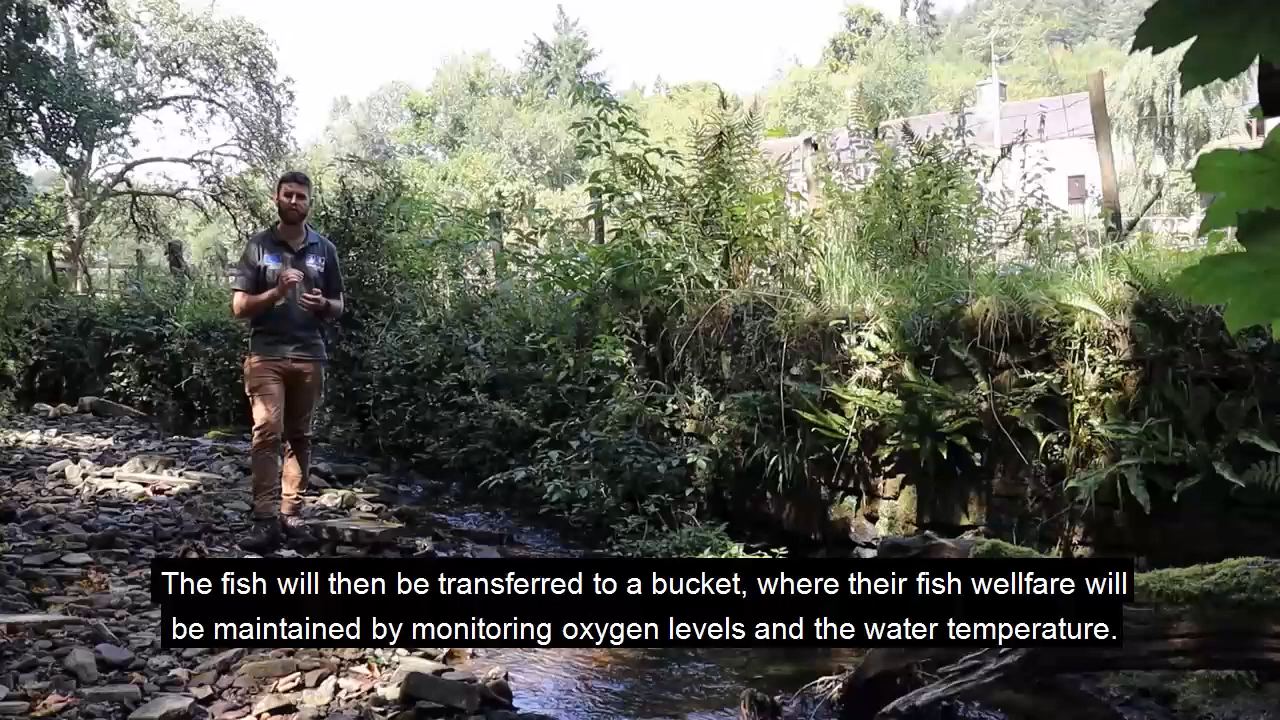 The fish will then be transferred to a bucket, where their fish wellfare will
be maintained by monitoring oxygen levels and the water temperature.